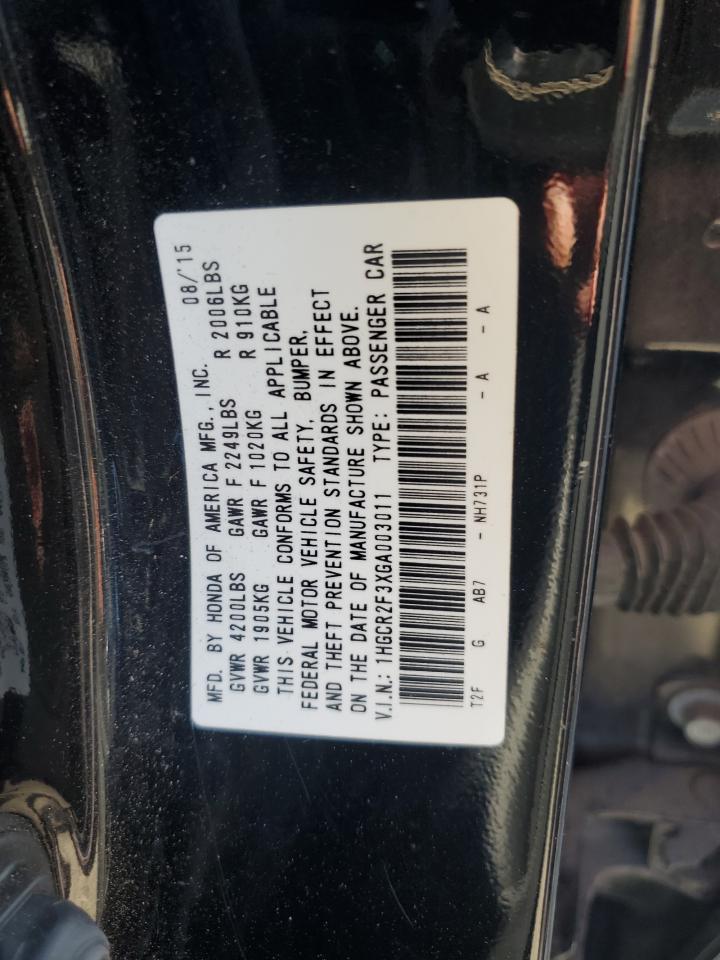 MFD. BY HONDA OF AMERICA MFG., INC. 08/'15
GVWR 4200LBS GAWR F 2249LBS R 2006LBS
GVWR 1905KG GAWR F 1020KG R 910KG
THIS VEHICLE CONFORMS TO ALL APPLICABLE
FEDERAL MOTOR VEHICLE SAFETY, BUMPER,
AND THEFT PREVENTION STANDARDS IN EFFECT
ON THE DATE OF MANUFACTURE SHOWN ABOVE.
V.I.N.: 1HGCR2F3XGA003011 TYPE: PASSENGER CAR
T2F G AB7 - NH731P - A - A